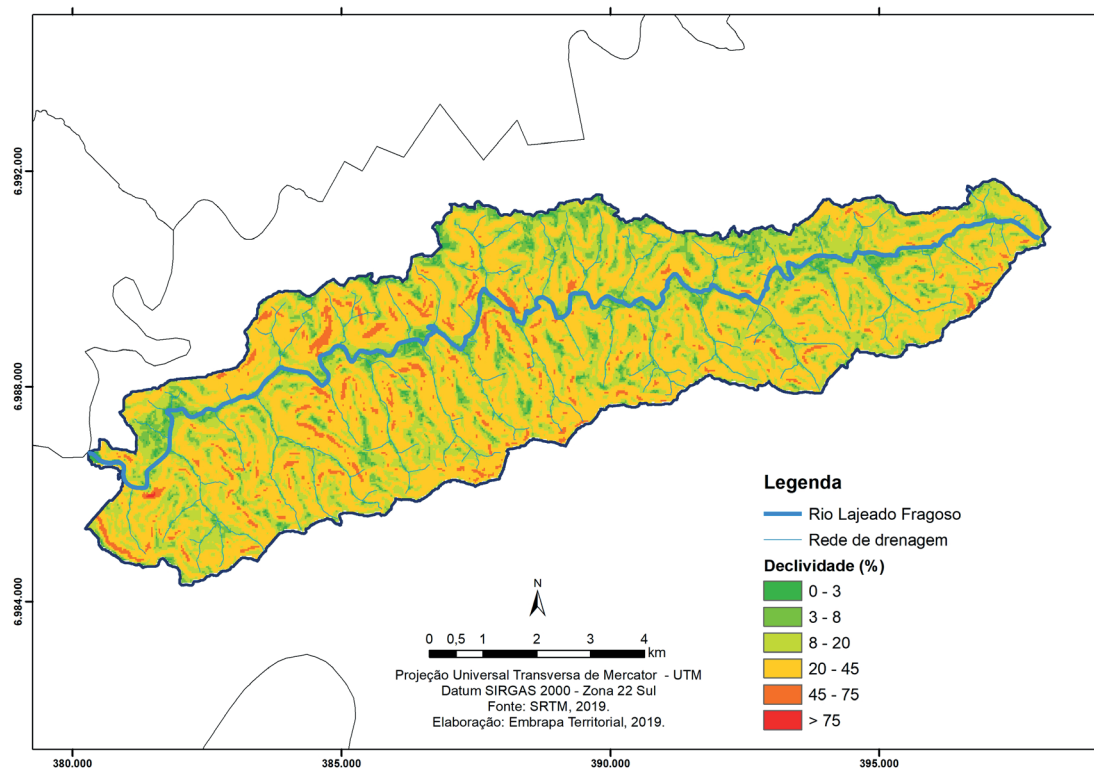 6.992.000
6.988.000
6.984.000
Legenda
Rio Lajeado Fragoso
Rede de drenagem
Declividade (%)
0 - 3
3 - 8
8 - 20
20 - 45
45 - 75
> 75
N
0 0,5 1 2 3 4
km
Projeção Universal Transversa de Mercator - UTM
Datum SIRGAS 2000 - Zona 22 Sul
Fonte: SRTM, 2019.
Elaboração: Embrapa Territorial, 2019.
380.000 385.000 390.000 395.000